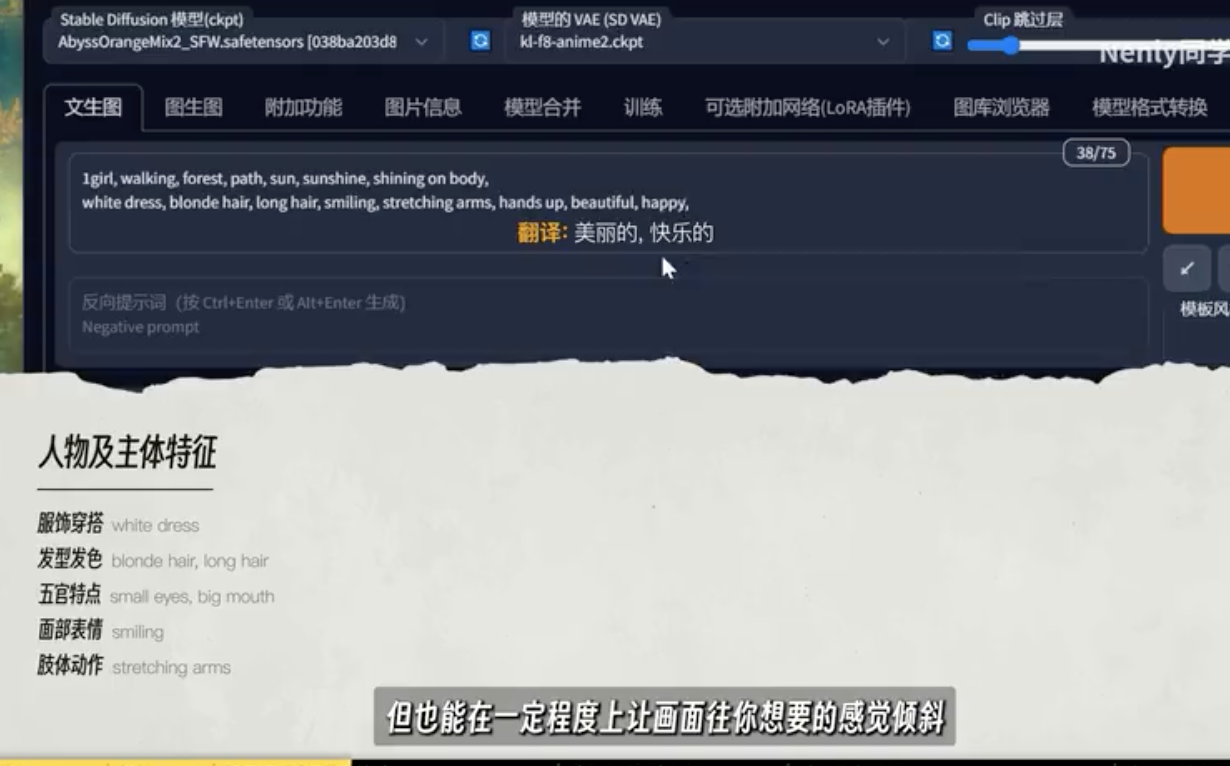 Stable Diffusion 模型(ckpt)
模型的 VAE (SD VAE)
Clip 跳过层
AbyssOrangeMix2_SFW.safetensors [038ba203d8
kl-f8-anime2.ckpt
Nenly同学
文生图
图生图
附加功能
图片信息
模型合并
训练
可选附加网络(LoRA插件)
图库浏览器
模型格式转换
38/75
1girl, walking, forest, path, sun, sunshine, shining on body,
white dress, blonde hair, long hair, smiling, stretching arms, hands up, beautiful, happy,
翻译: 美丽的, 快乐的
反向提示词（按 Ctrl+Enter 或 Alt+Enter 生成）
Negative prompt
模板风
人物及主体特征
服饰穿搭 white dress
发型发色 blonde hair, long hair
五官特点 small eyes, big mouth
面部表情 smiling
肢体动作 stretching arms
但也能在一定程度上让画面往你想要的感觉倾斜